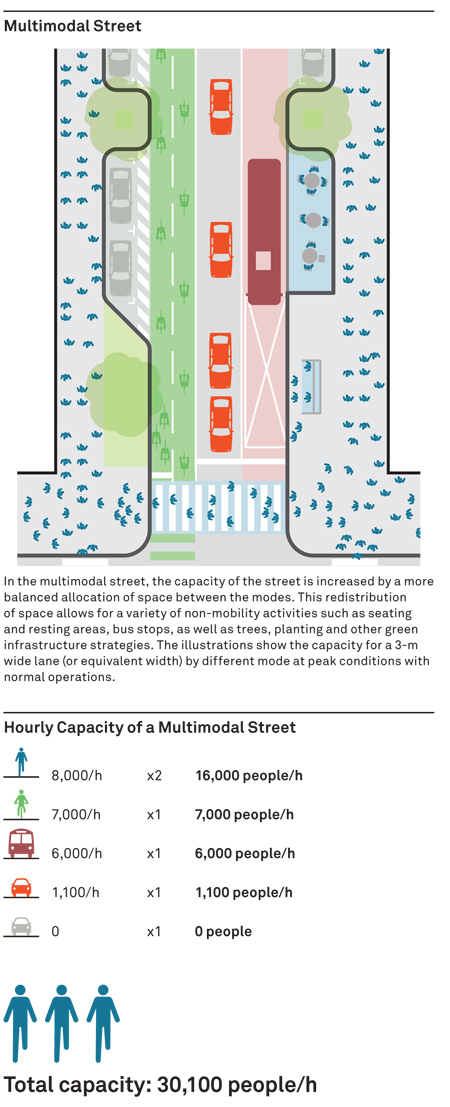 Multimodal Street
In the multimodal street, the capacity of the street is increased by a more
balanced allocation of space between the modes. This redistribution
of space allows for a variety of non-mobility activities such as seating
and resting areas, bus stops, as well as trees, planting and other green
infrastructure strategies. The illustrations show the capacity for a 3-m
wide lane (or equivalent width) by different mode at peak conditions with
normal operations.
Hourly Capacity of a Multimodal Street
8,000/h x2 16,000 people/h
7,000/h x1 7,000 people/h
6,000/h x1 6,000 people/h
1,100/h x1 1,100 people/h
0 x1 0 people
Total capacity: 30,100 people/h